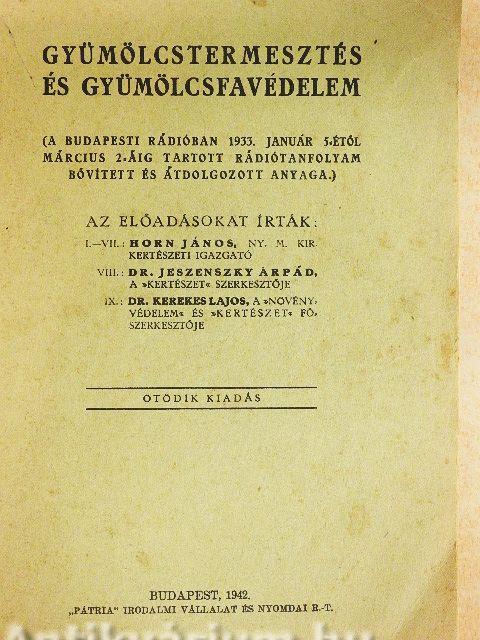 GYÜMÖLCSTERMESZTÉS
ÉS GYÜMÖLCSFAVÉDELEM
(A BUDAPESTI RÁDIÓBAN 1933. JANUÁR 5-ÉTŐL
MÁRCIUS 2-ÁIG TARTOTT RÁDIÓTANFOLYAM
BŐVÍTETT ÉS ÁTDOLGOZOTT ANYAGA.)
AZ ELŐADÁSOKAT ÍRTÁK:
I.—VII.: HORN JÁNOS, NY. M. KIR.
KERTÉSZETI IGAZGATÓ
VIII.: DR. JESZENSZKY ÁRPÁD,
A »KERTÉSZET« SZERKESZTŐJE
IX.: DR. KEREKES LAJOS, A »NÖVÉNY-
VÉDELEM« ÉS »KERTÉSZET« FŐ-
SZERKESZTŐJE
ÖTÖDIK KIADÁS
BUDAPEST, 1942.
„PÁTRIA" IRODALMI VÁLLALAT ÉS NYOMDAI R.-T.
Antikvárium.hu